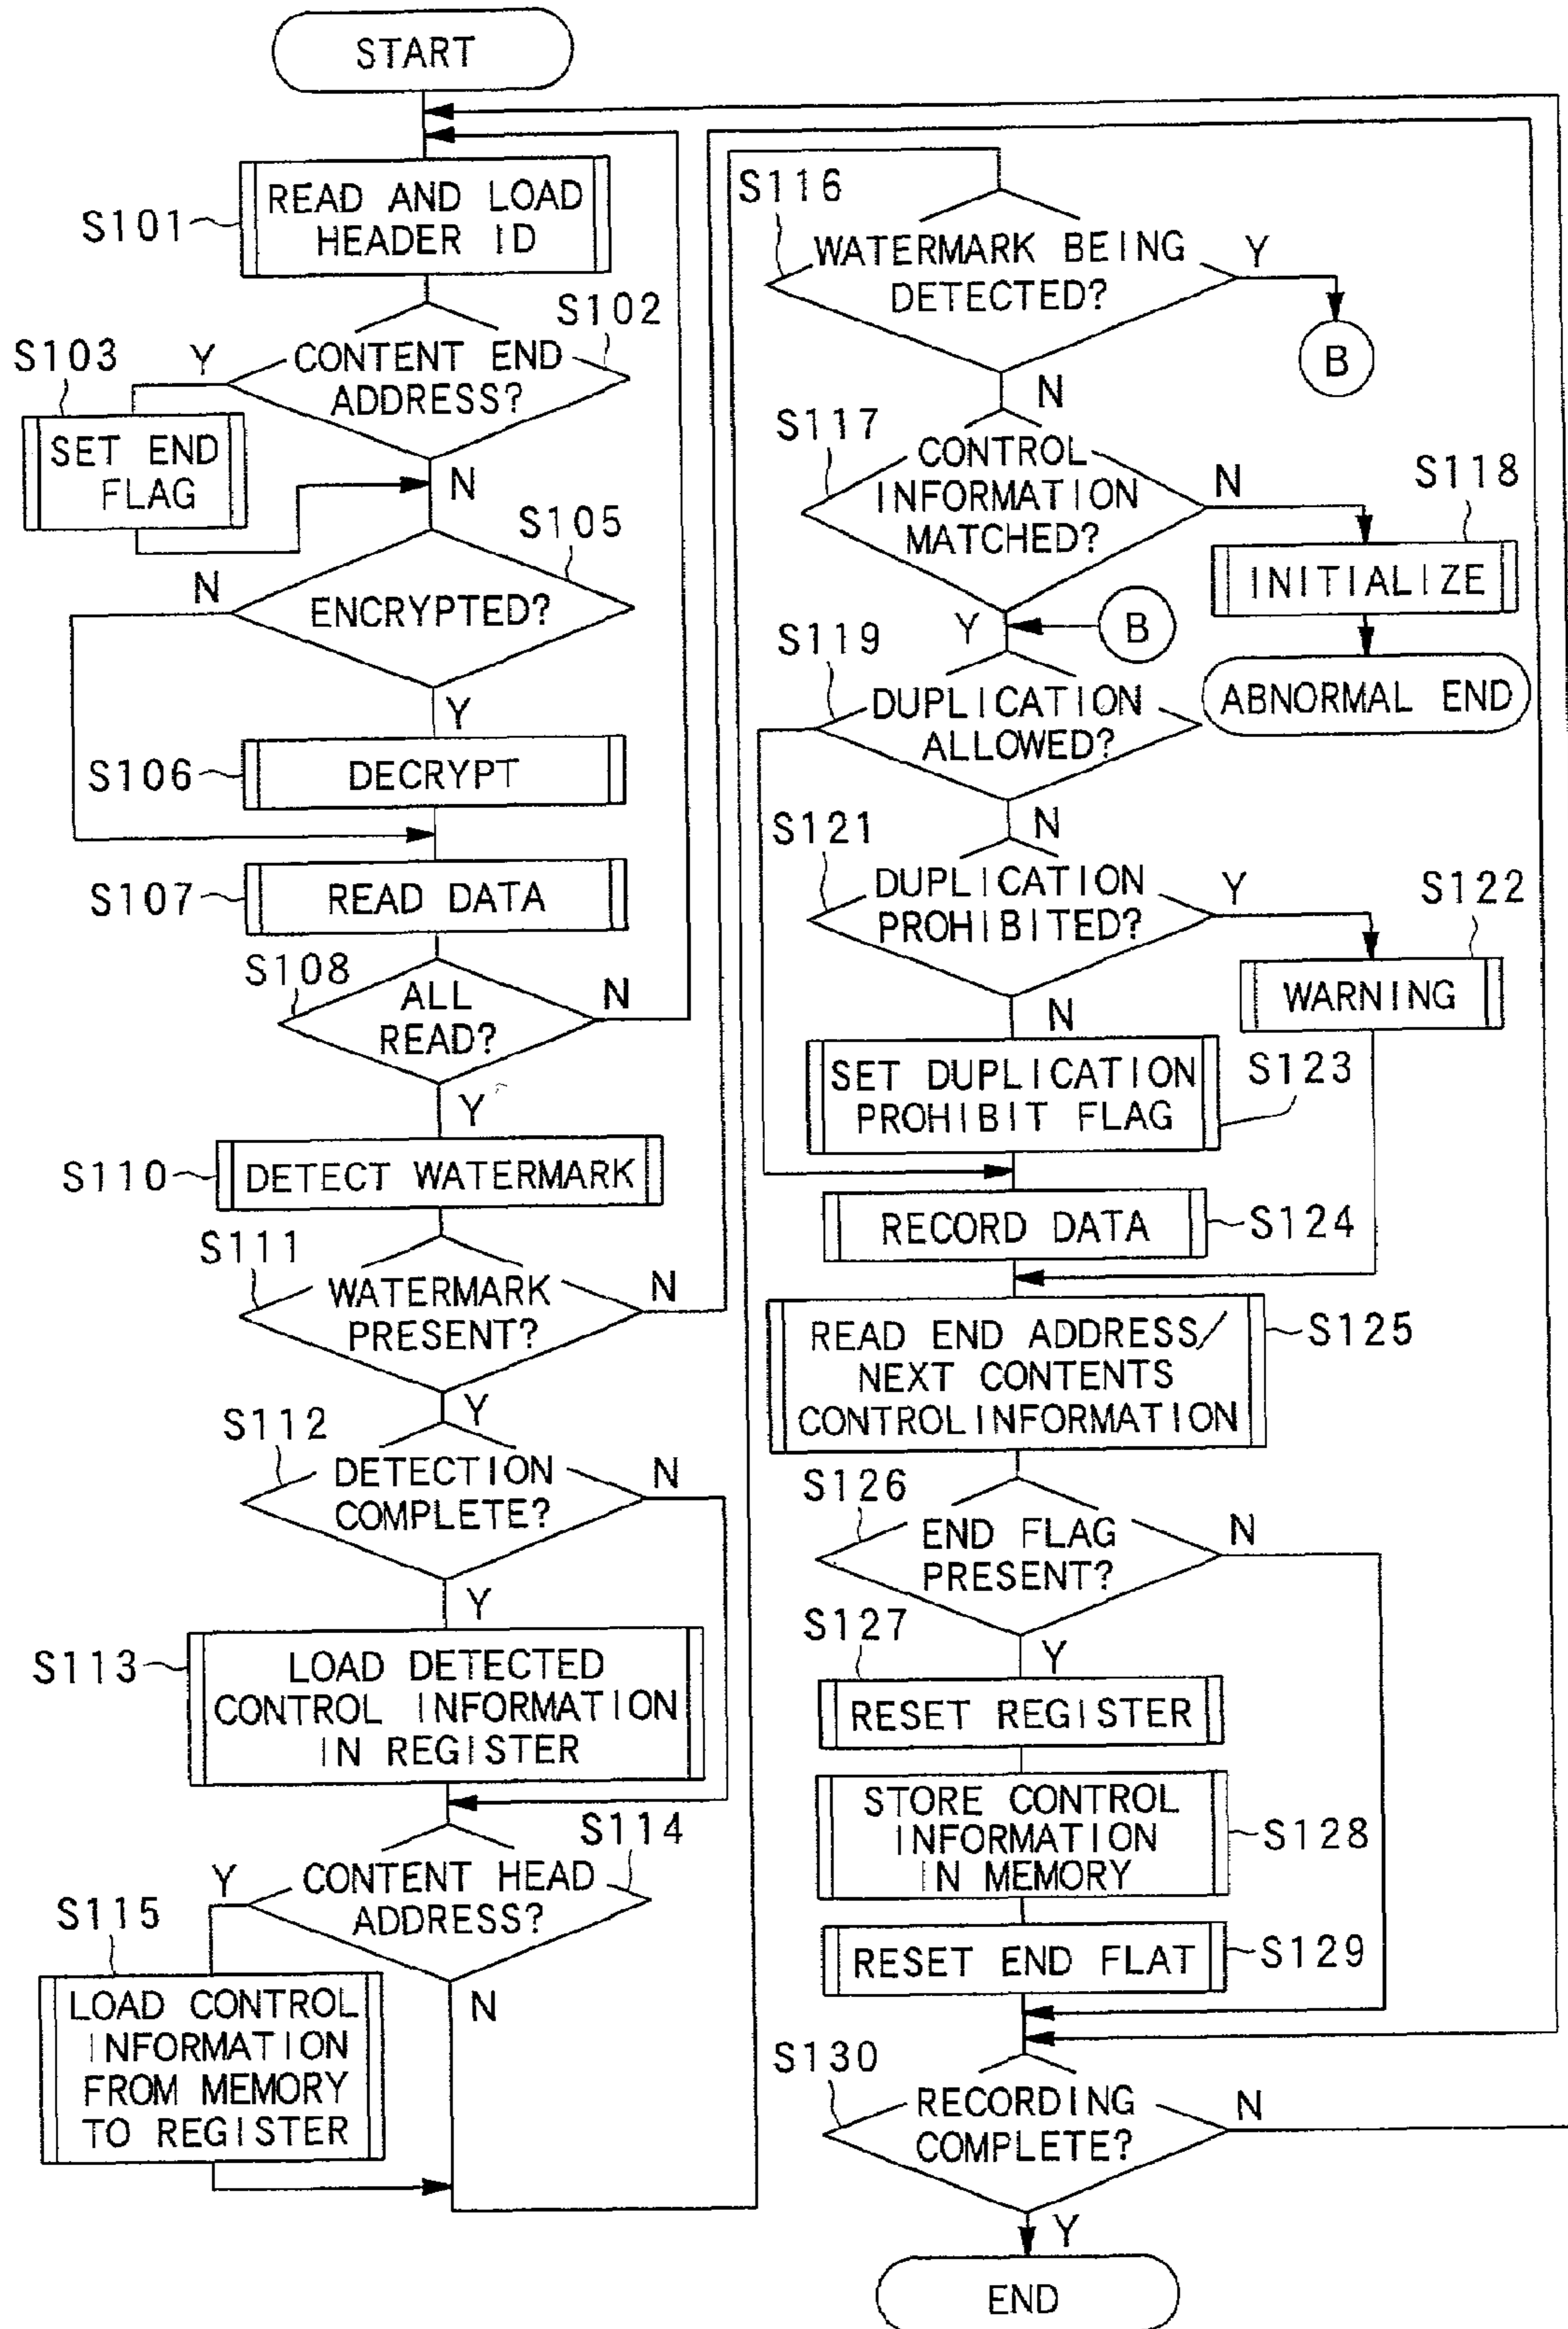 START
S101
READ AND LOAD
HEADER ID
S102
CONTENT END
ADDRESS?
Y
N
S103
SET END
FLAG
S105
ENCRYPTED?
N
Y
S106
DECRYPT
S107
READ DATA
S108
ALL
READ?
N
Y
S110
DETECT WATERMARK
S111
WATERMARK
PRESENT?
N
Y
S112
DETECTION
COMPLETE?
N
Y
S113
LOAD DETECTED
CONTROL INFORMATION
IN REGISTER
S114
CONTENT HEAD
ADDRESS?
Y
N
S115
LOAD CONTROL
INFORMATION
FROM MEMORY
TO REGISTER
S116
WATERMARK BEING
DETECTED?
Y
B
N
S117
CONTROL
INFORMATION
MATCHED?
N
S118
INITIALIZE
ABNORMAL END
Y
B
S119
DUPLICATION
ALLOWED?
N
S121
DUPLICATION
PROHIBITED?
Y
S122
WARNING
N
S123
SET DUPLICATION
PROHIBIT FLAG
RECORD DATA
S124
READ END ADDRESS/
NEXT CONTENTS
CONTROL INFORMATION
S125
S126
END FLAG
PRESENT?
N
Y
S127
RESET REGISTER
STORE CONTROL
INFORMATION
IN MEMORY
S128
RESET END FLAT
S129
S130
RECORDING
COMPLETE?
N
Y
END